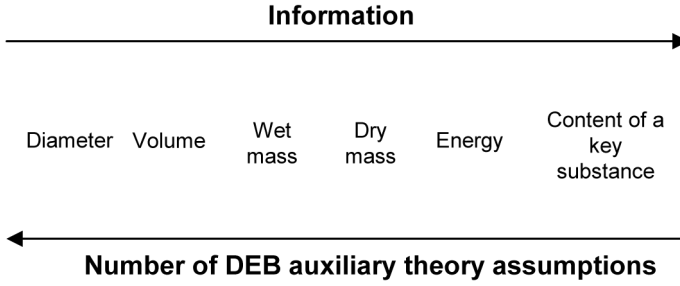 Information
Diameter Volume Wet mass Dry mass Energy Content of a key substance
Number of DEB auxiliary theory assumptions